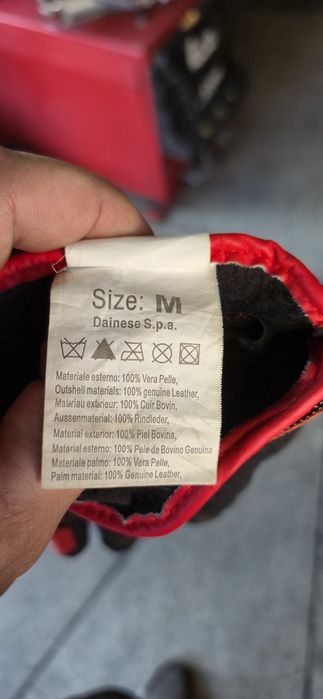 Size: M
Dainese S.p.a.
Materiale esterno: 100% Vera Pelle,
Outshell materials: 100% genuine Leather,
Materiau extérieur: 100% Cuir Bovin,
Aussenmaterial: 100% Rindleder,
Material exterior: 100% Piel Bovina,
Material esterno: 100% Pele de Bovino Genuina
Materiale palmo: 100% Vera Pelle,
Palm material: 100% Genuine Leather,